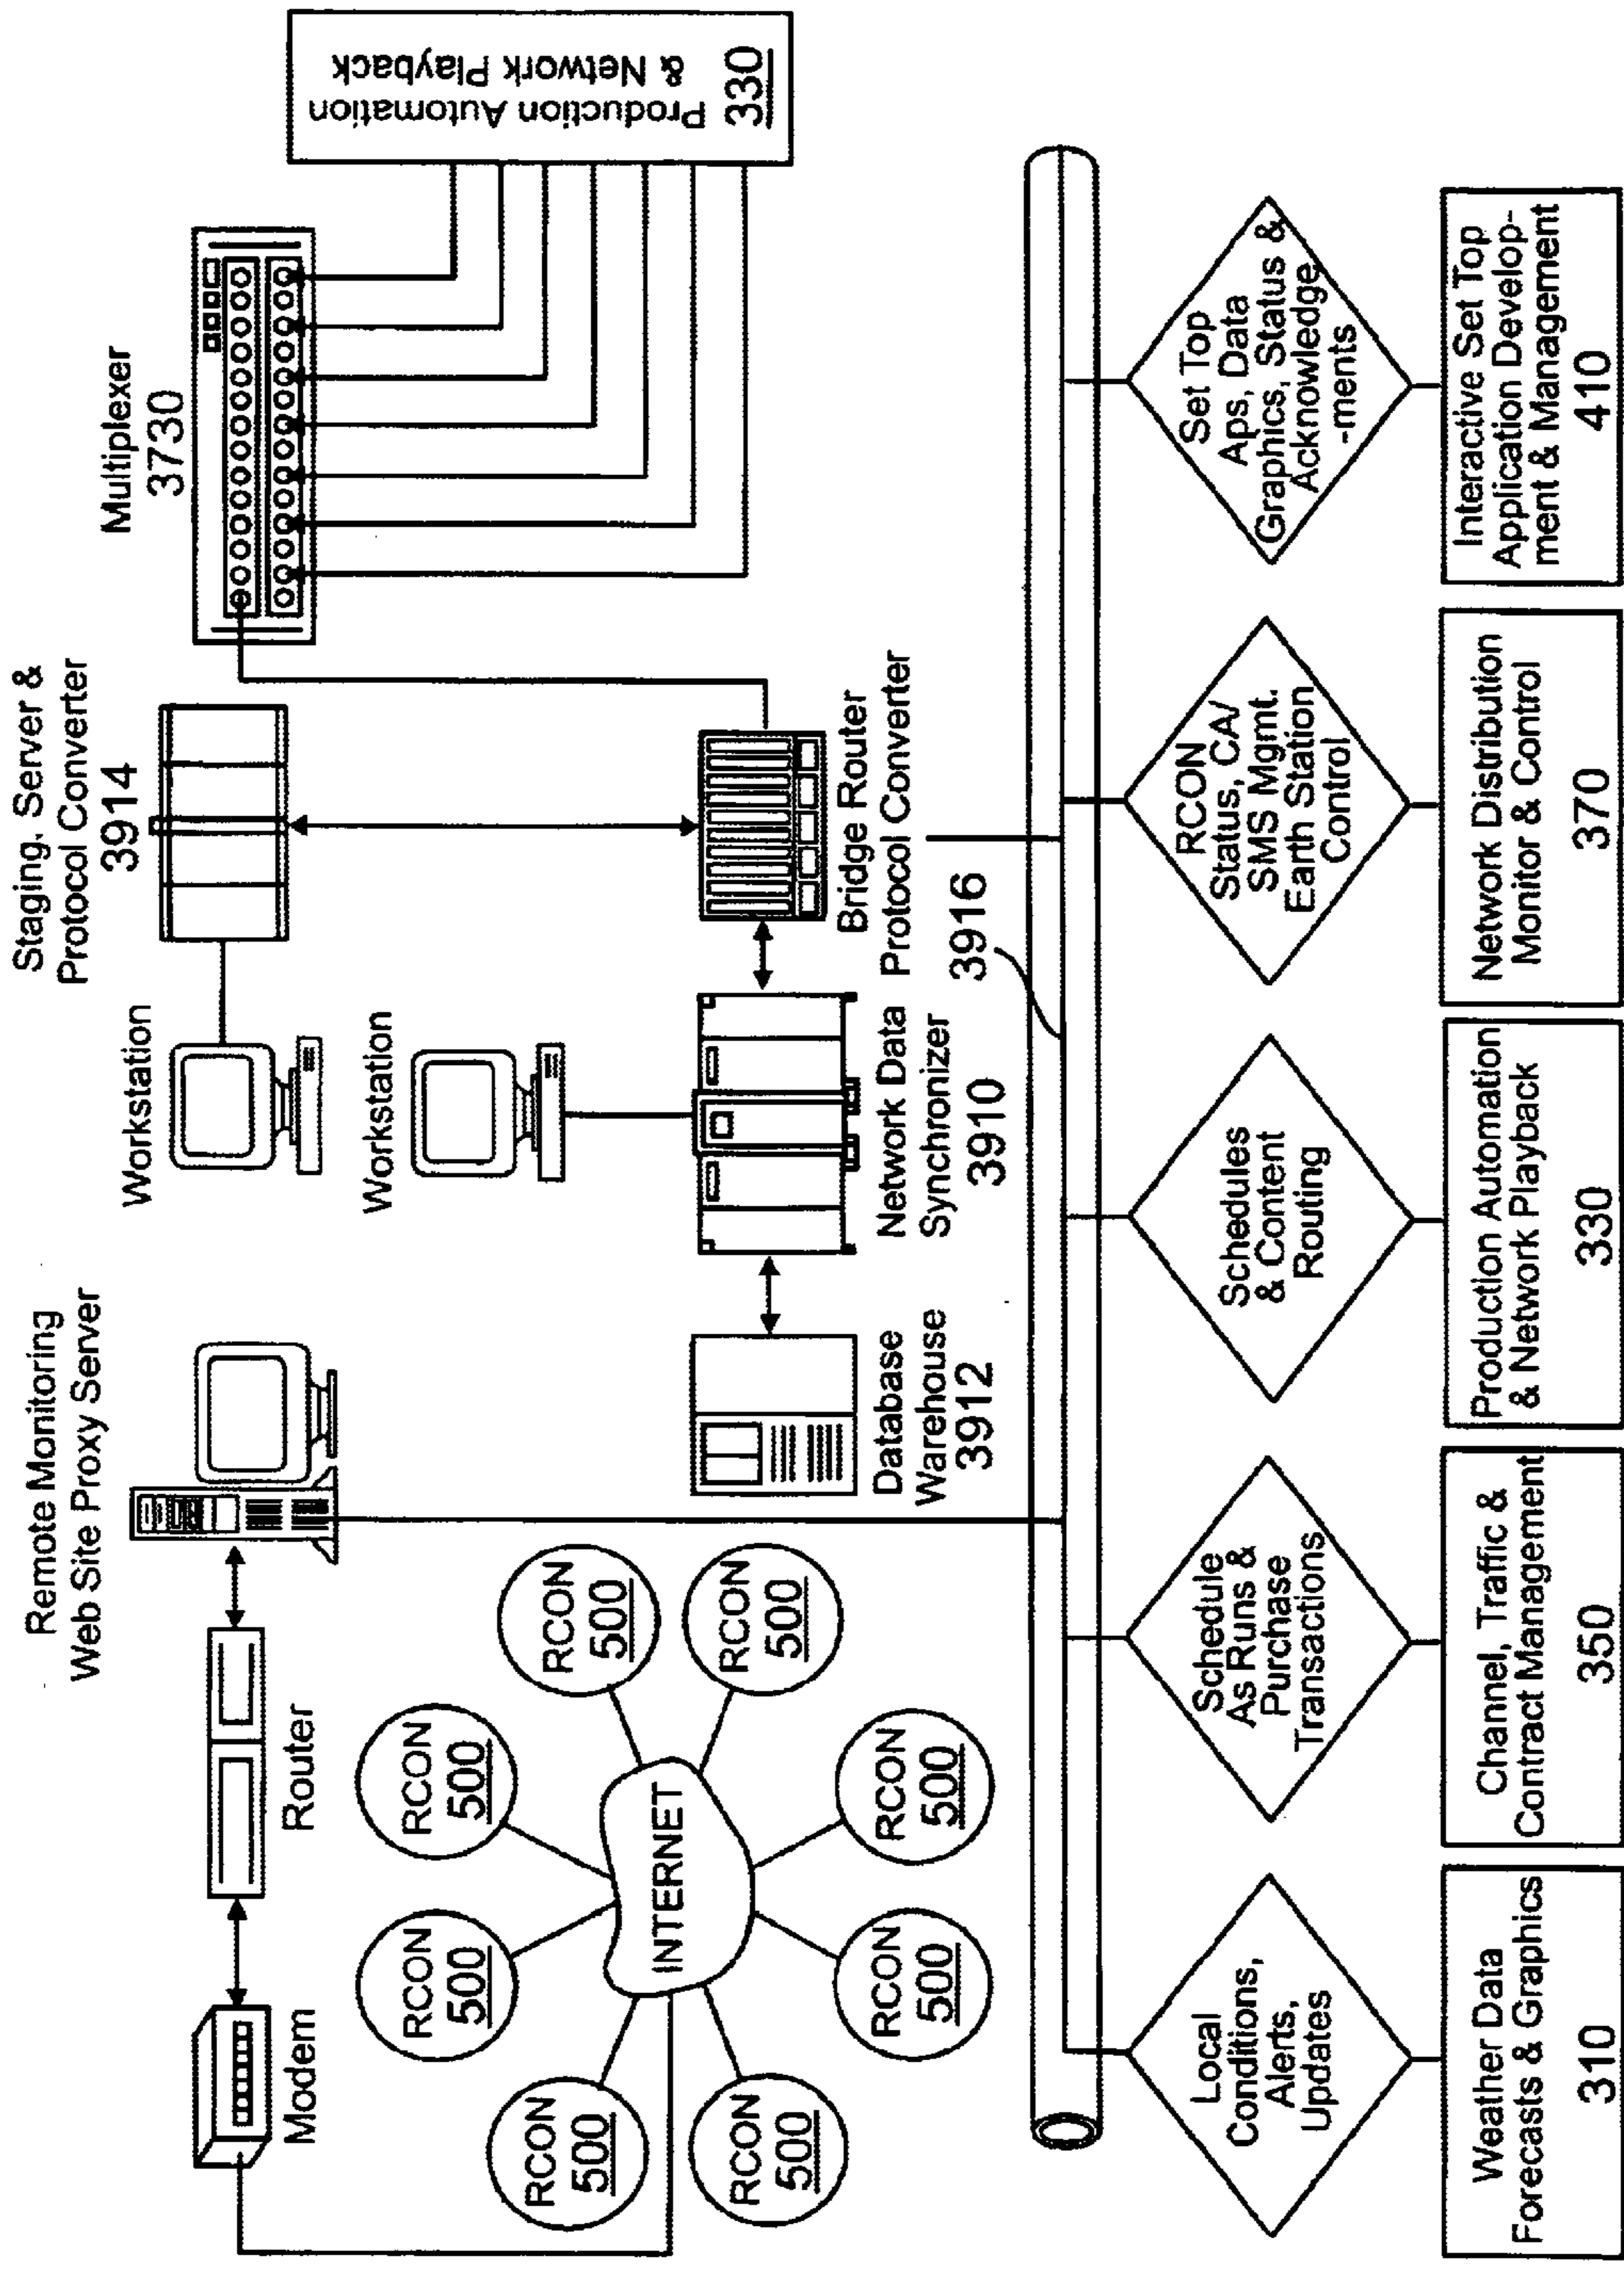 Remote Monitoring
Web Site Proxy Server
Modem
Router
Workstation
Workstation
Staging, Server &
Protocol Converter
3914
Multiplexer
3730
Production Automation
& Network Playback
330
RCON
500
RCON
500
RCON
500
RCON
500
RCON
500
RCON
500
RCON
500
RCON
500
INTERNET
Database
Warehouse
3912
Network Data
Synchronizer
3910
Bridge Router
Protocol Converter
3916
Local
Conditions,
Alerts,
Updates
Schedule
As Runs &
Purchase
Transactions
Schedules
& Content
Routing
RCON
Status, CA/
SMS Mgmt.
Earth Station
Control
Set Top
Aps, Data
Graphics, Status &
Acknowledge
-ments
Weather Data
Forecasts & Graphics
310
Channel, Traffic &
Contract Management
350
Production Automation
& Network Playback
330
Network Distribution
Monitor & Control
370
Interactive Set Top
Application Develop-
ment & Management
410